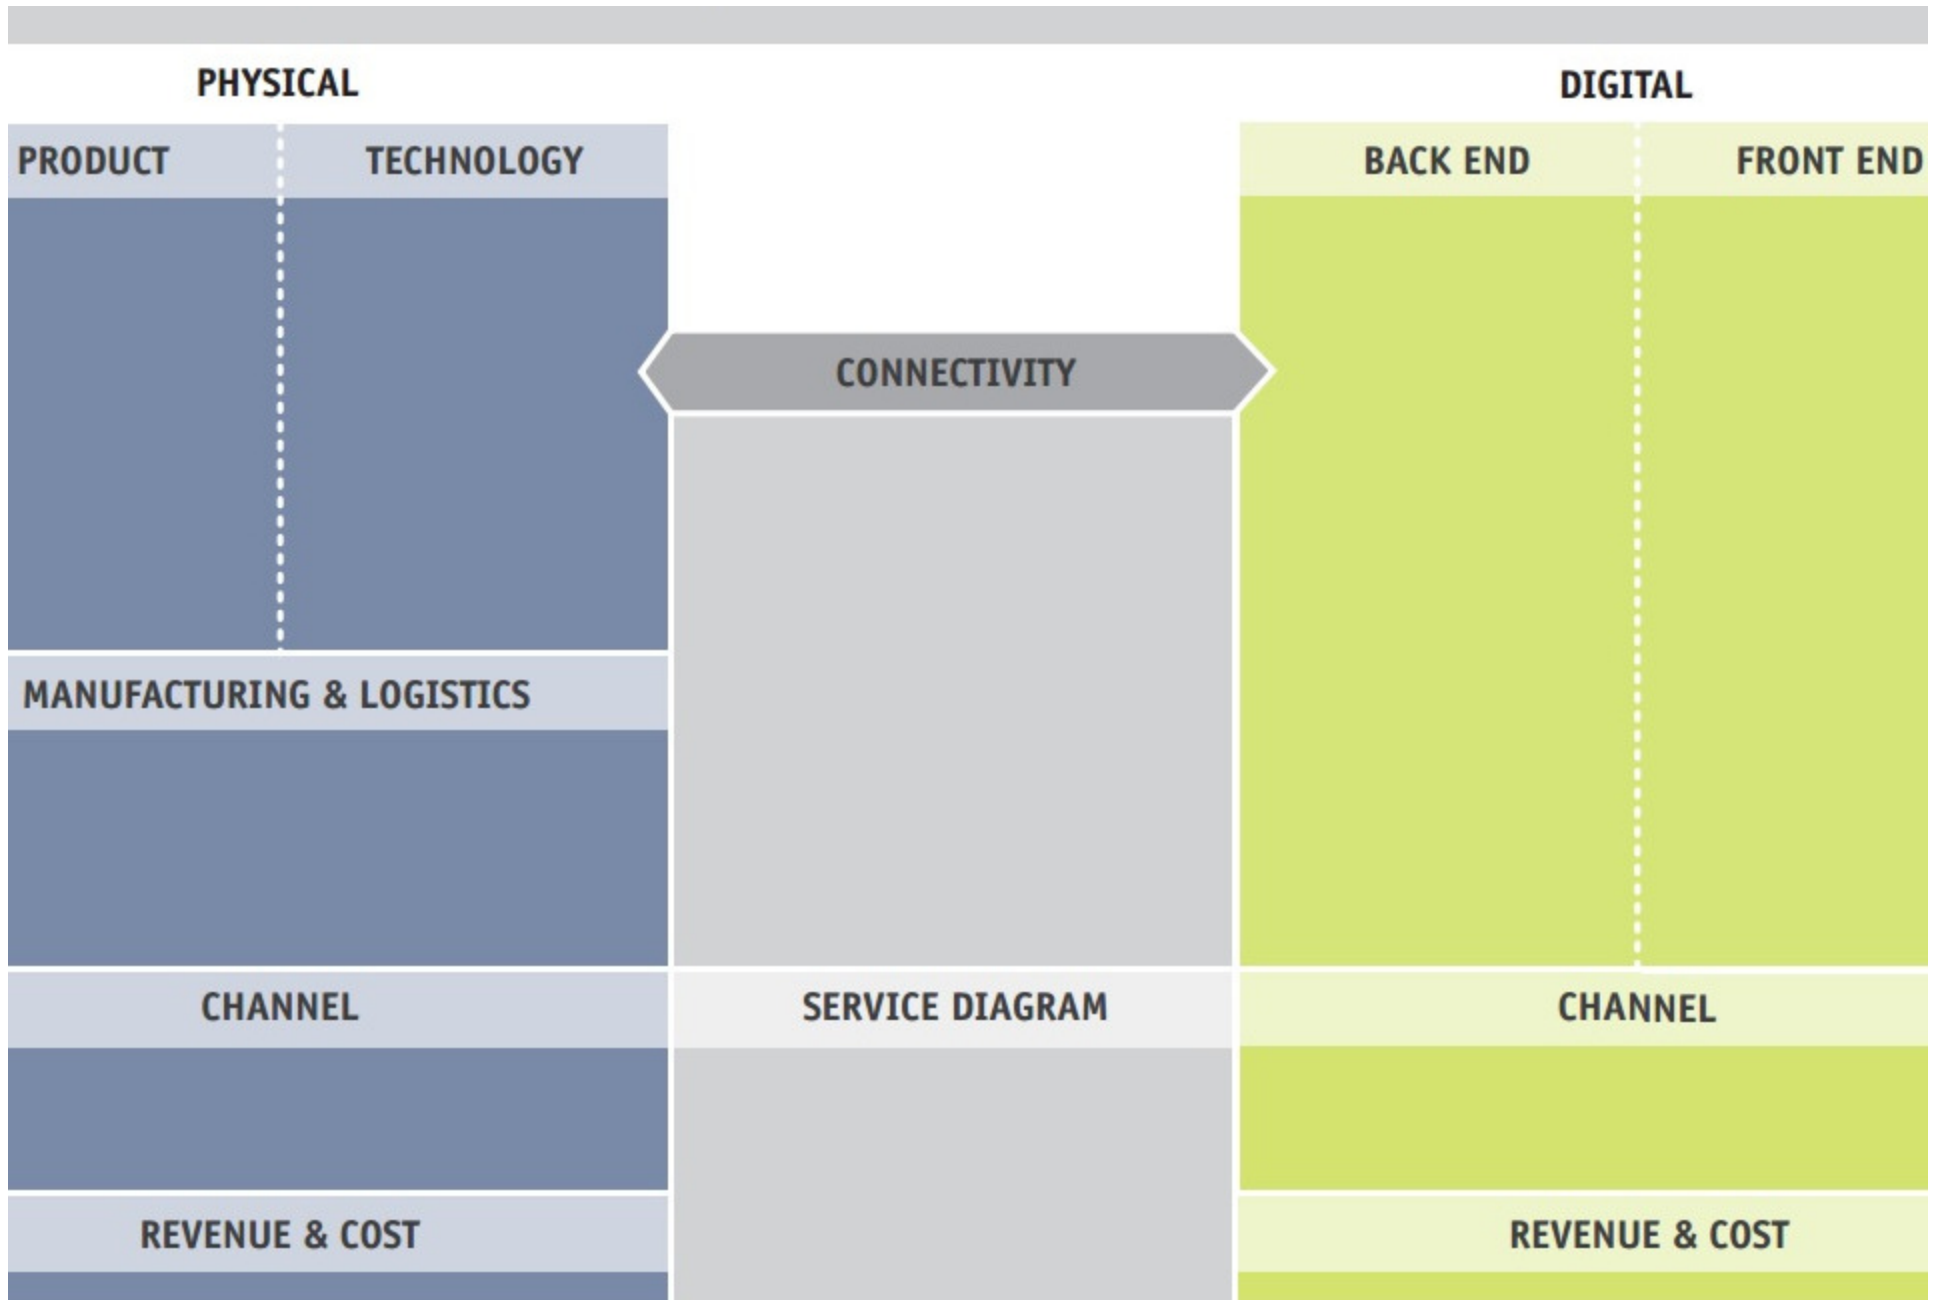 PHYSICAL
DIGITAL
PRODUCT
TECHNOLOGY
BACK END
FRONT END
CONNECTIVITY
MANUFACTURING & LOGISTICS
CHANNEL
SERVICE DIAGRAM
CHANNEL
REVENUE & COST
REVENUE & COST